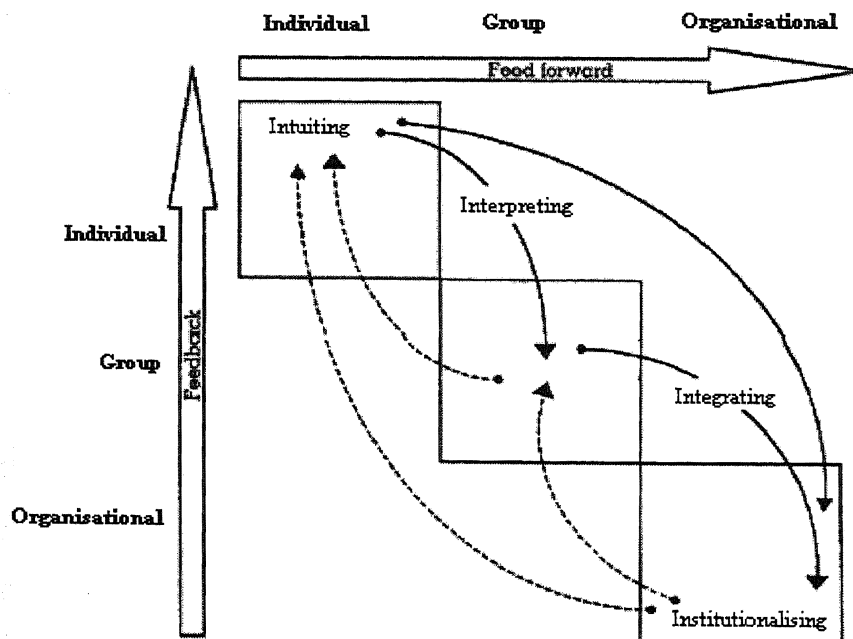 Individual
Group
Organisational
Feed forward
Intuiting
Interpreting
Individual
Feedback
Group
Integrating
Organisational
Institutionalising